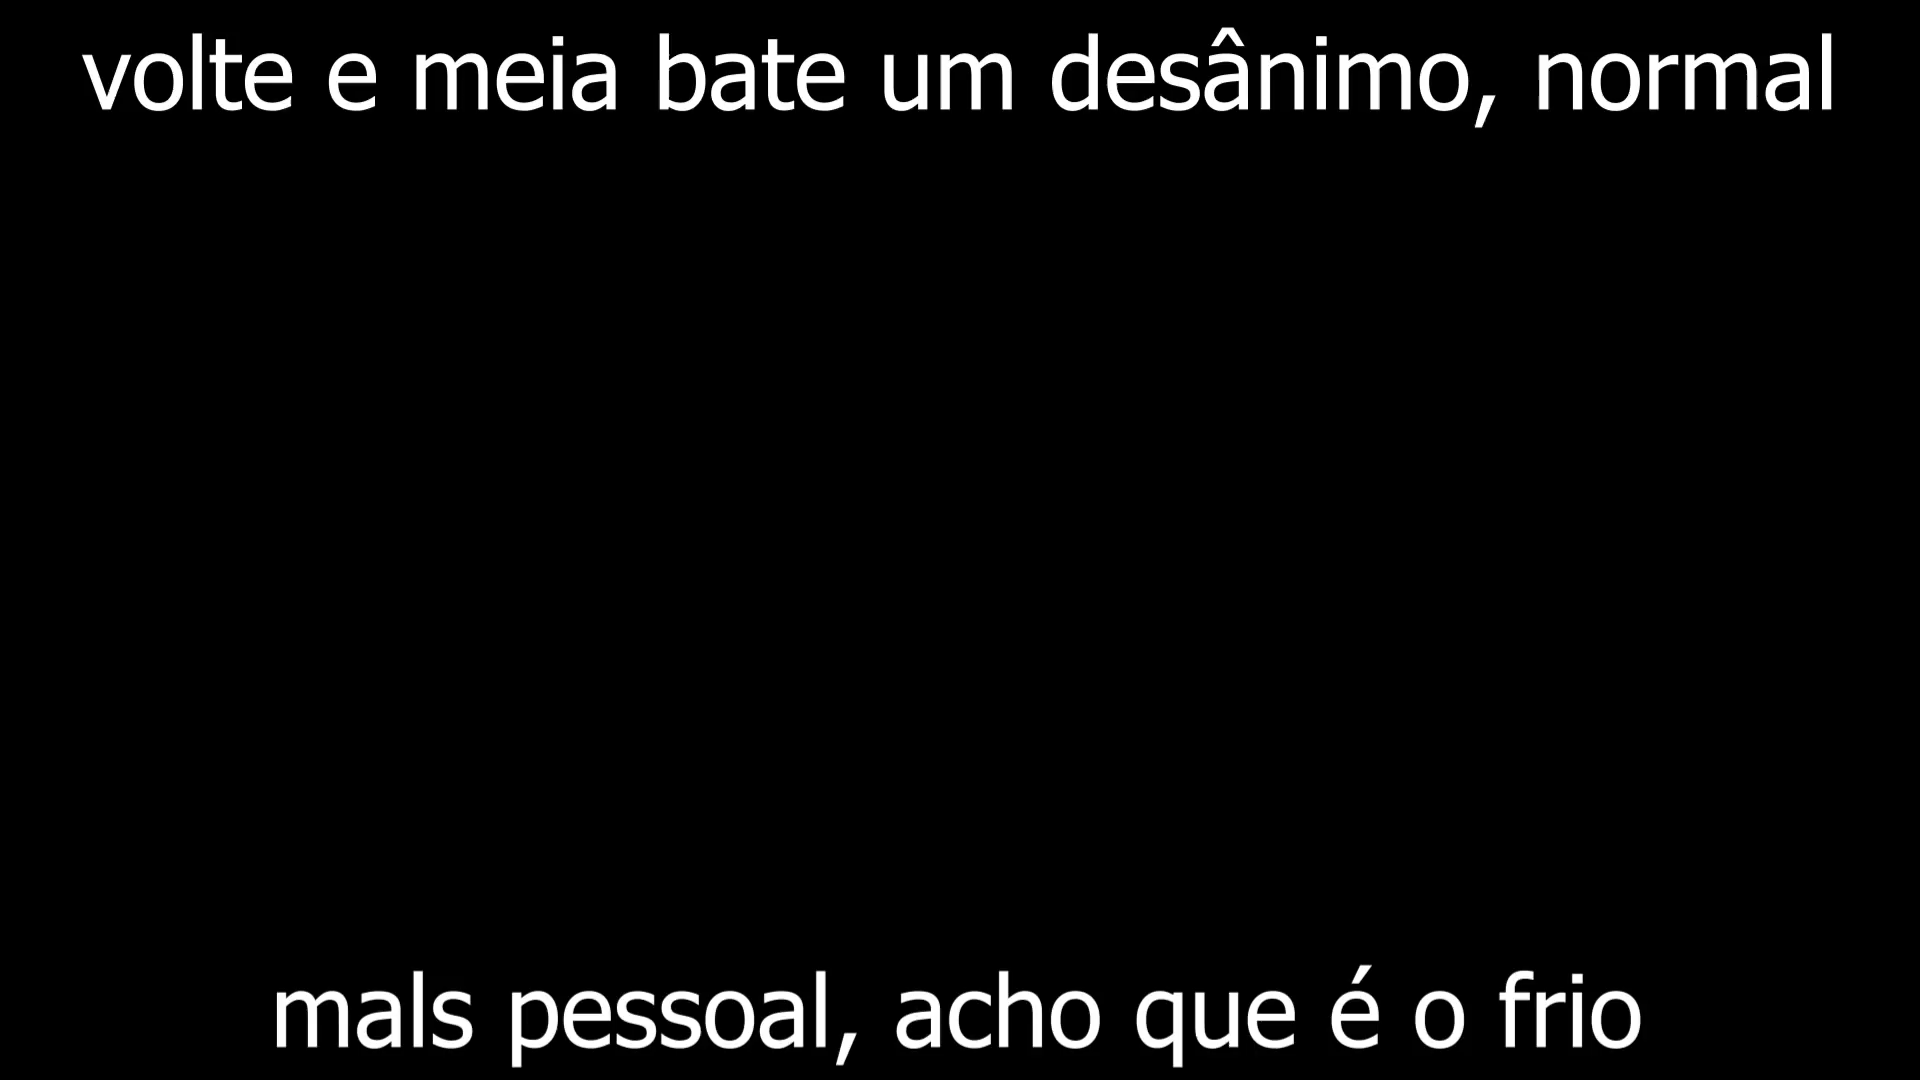 volte e meia bate um desânimo, normal
mals pessoal, acho que é o frio